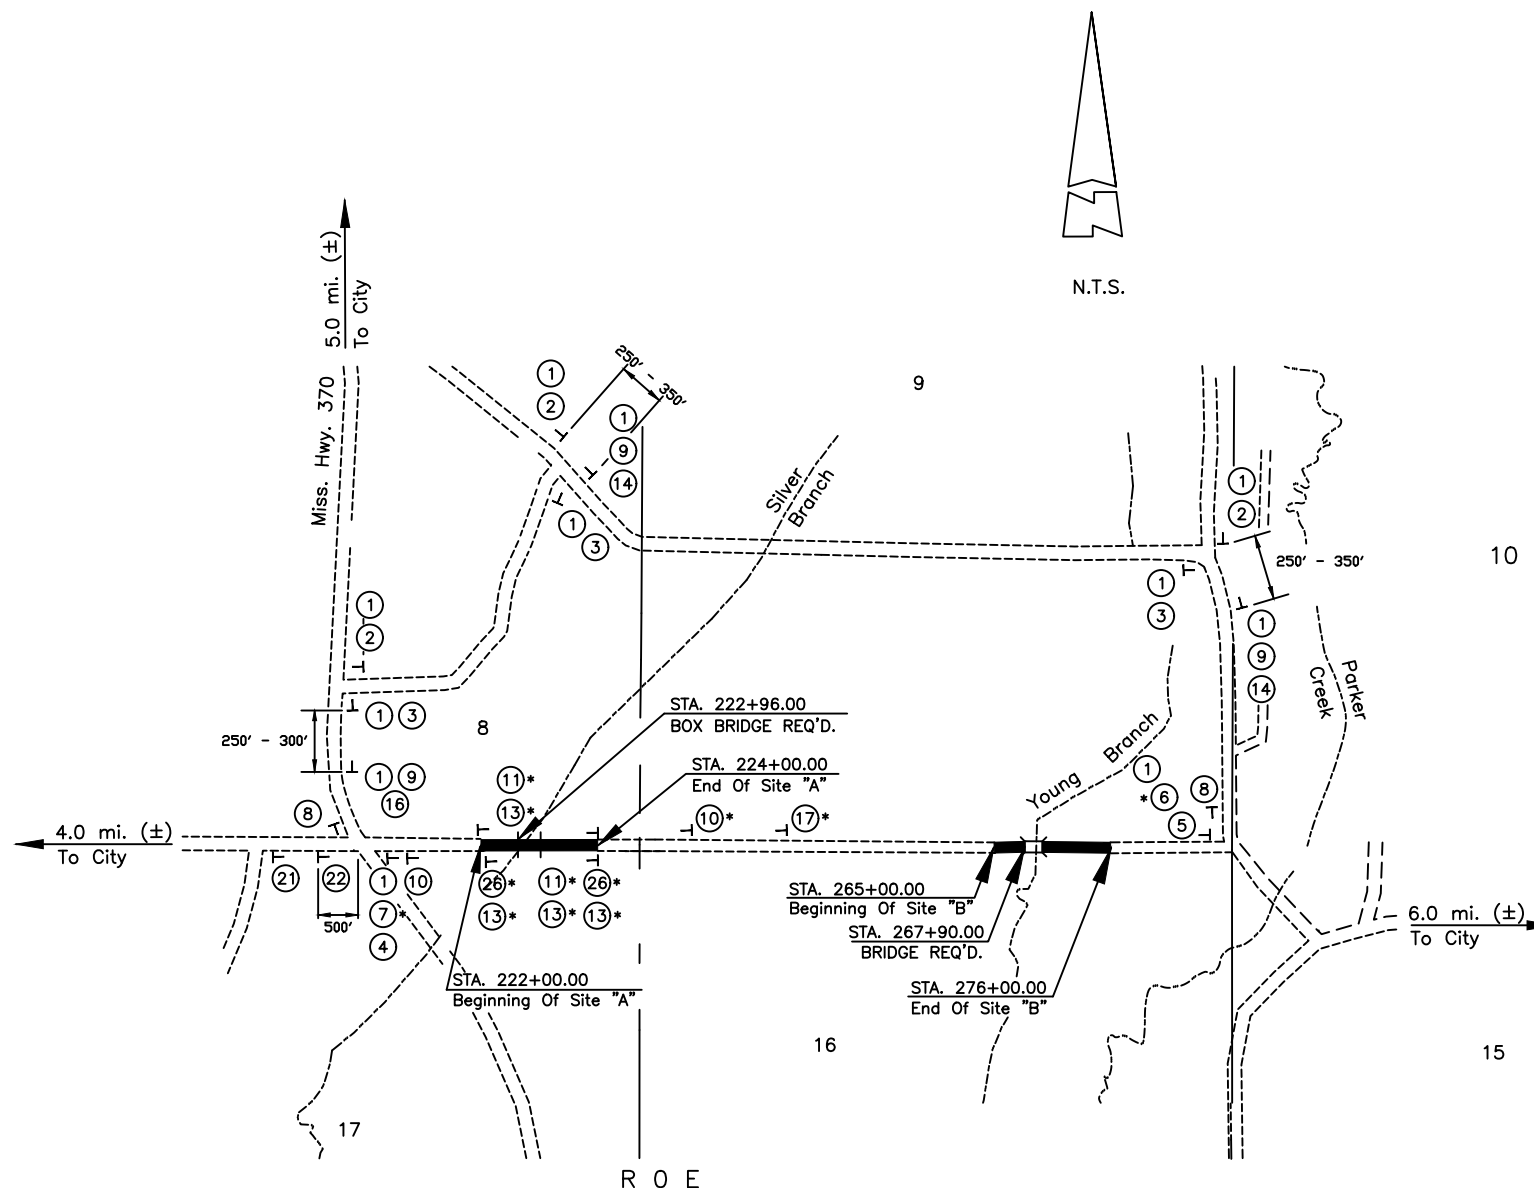 N.T.S.
5.0 mi. (±)
To City
Miss. Hwy. 370
250' - 350'
1
2
1
9
14
1
3
9
Silver
Branch
1
2
250' - 350'
10
1
3
1
9
14
Parker
Creek
1
2
1 3
250' - 300'
8
1 9
16
8
STA. 222+96.00
BOX BRIDGE REQ'D.
STA. 224+00.00
End Of Site "A"
11*
13*
10*
17*
Young Branch
1
*6
8
5
4.0 mi. (±)
To City
21
22
500'
1
10
7*
4
26*
13*
11*
13*
26*
13*
STA. 265+00.00
Beginning Of Site "B"
STA. 267+90.00
BRIDGE REQ'D.
STA. 276+00.00
End Of Site "B"
6.0 mi. (±)
To City
STA. 222+00.00
Beginning Of Site "A"
16
15
17
R 0 E